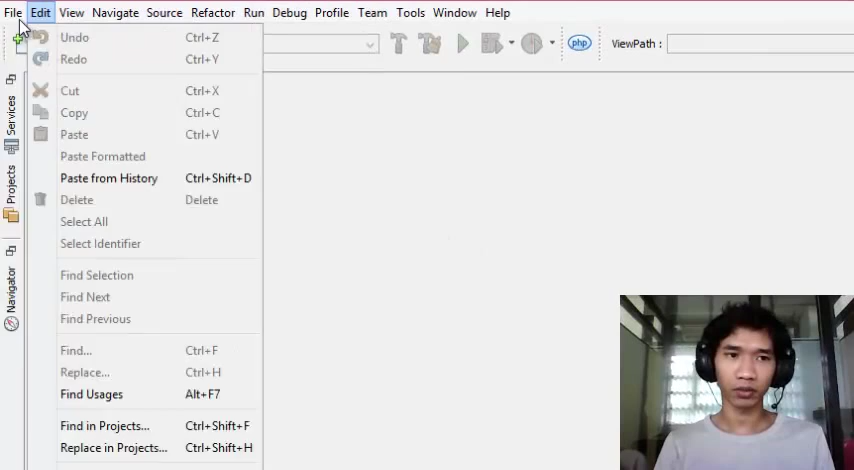 File Edit View Navigate Source Refactor Run Debug Profile Team Tools Window Help
php ViewPath:
Services
Projects
Navigator
Undo Ctrl+Z
Redo Ctrl+Y
Cut Ctrl+X
Copy Ctrl+C
Paste Ctrl+V
Paste Formatted
Paste from History Ctrl+Shift+D
Delete Delete
Select All
Select Identifier
Find Selection
Find Next
Find Previous
Find... Ctrl+F
Replace... Ctrl+H
Find Usages Alt+F7
Find in Projects... Ctrl+Shift+F
Replace in Projects... Ctrl+Shift+H